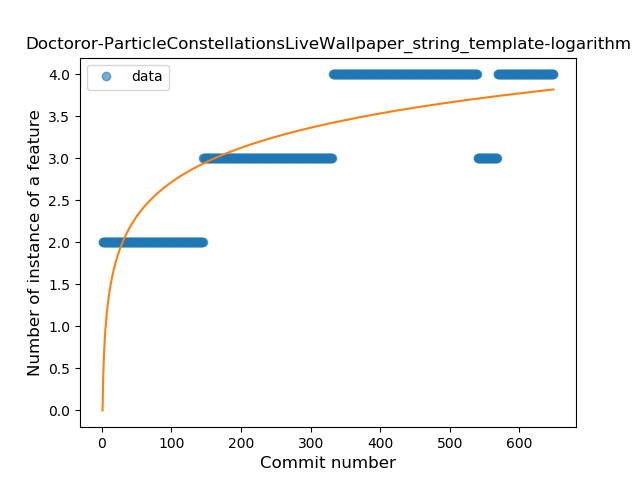 Doctoror-ParticleConstellationsLiveWallpaper_string_template-logarithm
data
4.0
3.5
3.0
2.5
2.0
1.5
1.0
0.5
0.0
Number of instance of a feature
0 100 200 300 400 500 600
Commit number